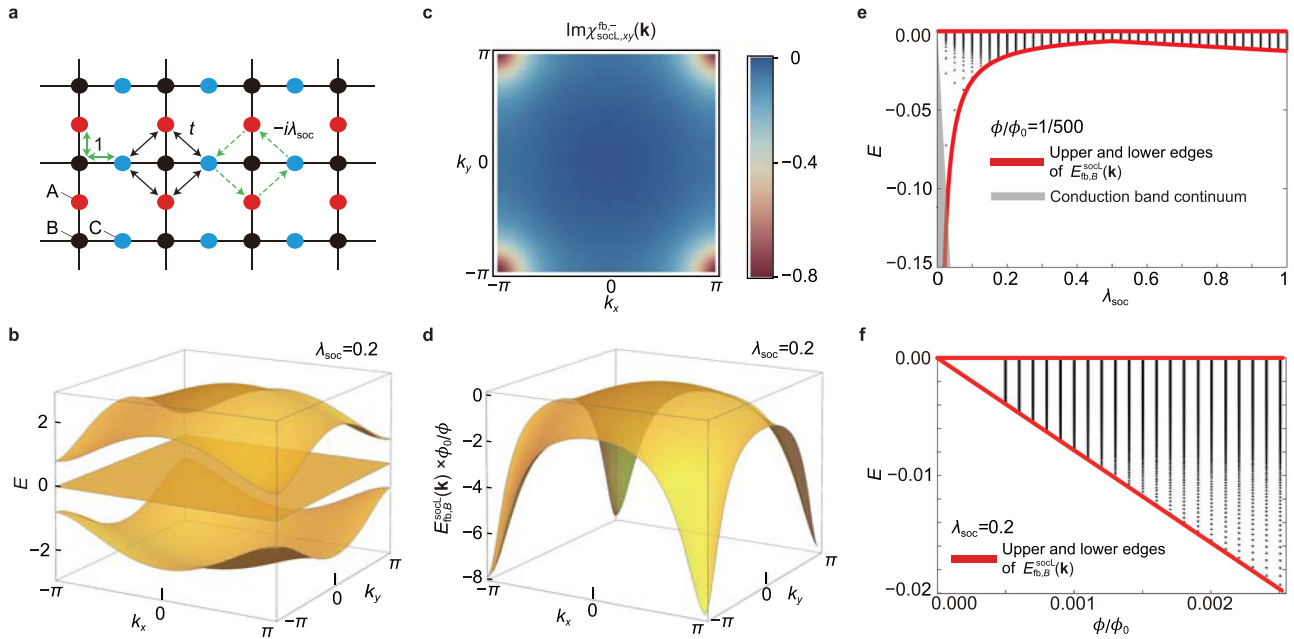 a
1
t
−iλsoc
A
B
C
b
λsoc=0.2
2
0
−2
E
−π
0
kx
π
−π
0
ky
π
c
Imχfb,−socL,xy(k)
π
ky 0
−π
−π
0
π
kx
0
−0.4
−0.8
d
λsoc=0.2
0
−2
−4
−6
−8
EsocLfb,B(k) ×ϕ0/ϕ
−π
0
kx
π
−π
0
ky
π
e
0.00
−0.05
−0.10
−0.15
E
ϕ/ϕ0=1/500
Upper and lower edges
of EsocLfb,B(k)
Conduction band continuum
0 0.2 0.4 0.6 0.8 1
λsoc
f
0.00
−0.01
−0.02
E
λsoc=0.2
Upper and lower edges
of EsocLfb,B(k)
0.000 0.001 0.002
ϕ/ϕ0